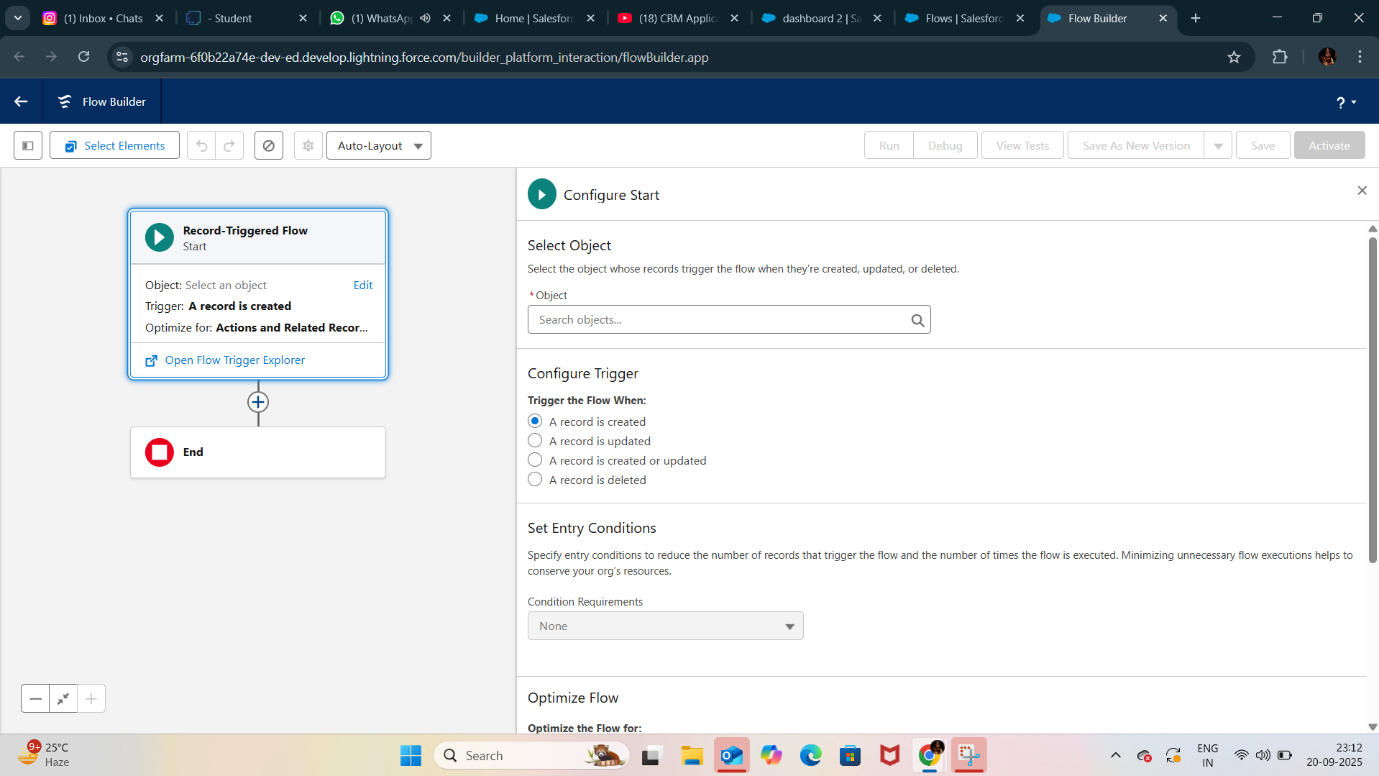 (1) Inbox • Chats
- Student
(1) WhatsApp
Home | Salesforc
(18) CRM Applica
dashboard 2 | Sa
Flows | Salesforc
Flow Builder
orgfarm-6f0b22a74e-dev-ed.develop.lightning.force.com/builder_platform_interaction/flowBuilder.app
Flow Builder
?
Select Elements
Auto-Layout
Run
Debug
View Tests
Save As New Version
Save
Activate
Record-Triggered Flow
Start
Object: Select an object
Edit
Trigger: A record is created
Optimize for: Actions and Related Recor...
Open Flow Trigger Explorer
End
Configure Start
Select Object
Select the object whose records trigger the flow when they're created, updated, or deleted.
* Object
Search objects...
Configure Trigger
Trigger the Flow When:
A record is created
A record is updated
A record is created or updated
A record is deleted
Set Entry Conditions
Specify entry conditions to reduce the number of records that trigger the flow and the number of times the flow is executed. Minimizing unnecessary flow executions helps to
conserve your org's resources.
Condition Requirements
None
Optimize Flow
Optimize the Flow for:
9+
25°C
Haze
Search
ENG
IN
23:12
20-09-2025